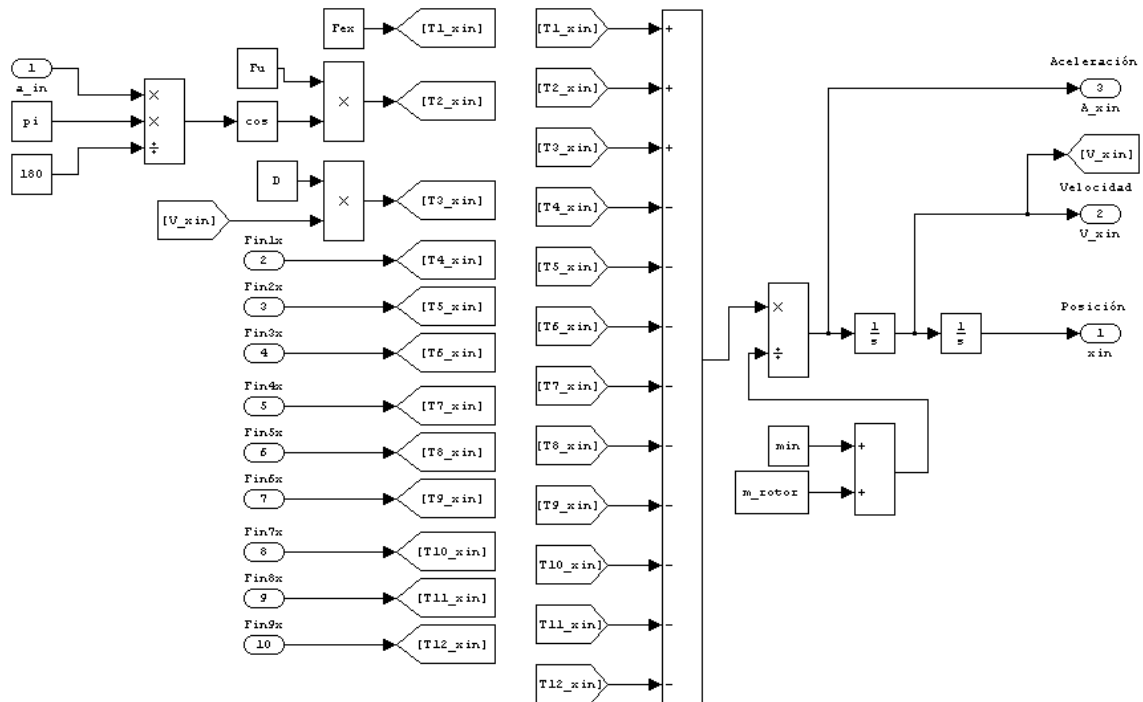 Fex
[T1_xin]
[T1_xin]
+
1
a_in
Fu
×
[T2_xin]
[T2_xin]
+
Aceleración
3
A_xin
pi
180
×
×
÷
cos
[T3_xin]
+
[V_xin]
D
[V_xin]
×
[T3_xin]
[T4_xin]
-
Velocidad
2
V_xin
Fin1x
2
[T4_xin]
[T5_xin]
-
Fin2x
3
[T5_xin]
[T6_xin]
-
×
÷
1
s
1
s
Posición
1
xin
Fin3x
4
[T6_xin]
[T7_xin]
-
Fin4x
5
[T7_xin]
Fin5x
6
[T8_xin]
[T8_xin]
-
min
+
m_rotor
+
Fin6x
7
[T9_xin]
[T9_xin]
-
Fin7x
8
[T10_xin]
T10_xin]
-
Fin8x
9
[T11_xin]
T11_xin]
-
Fin9x
10
[T12_xin]
T12_xin]
-